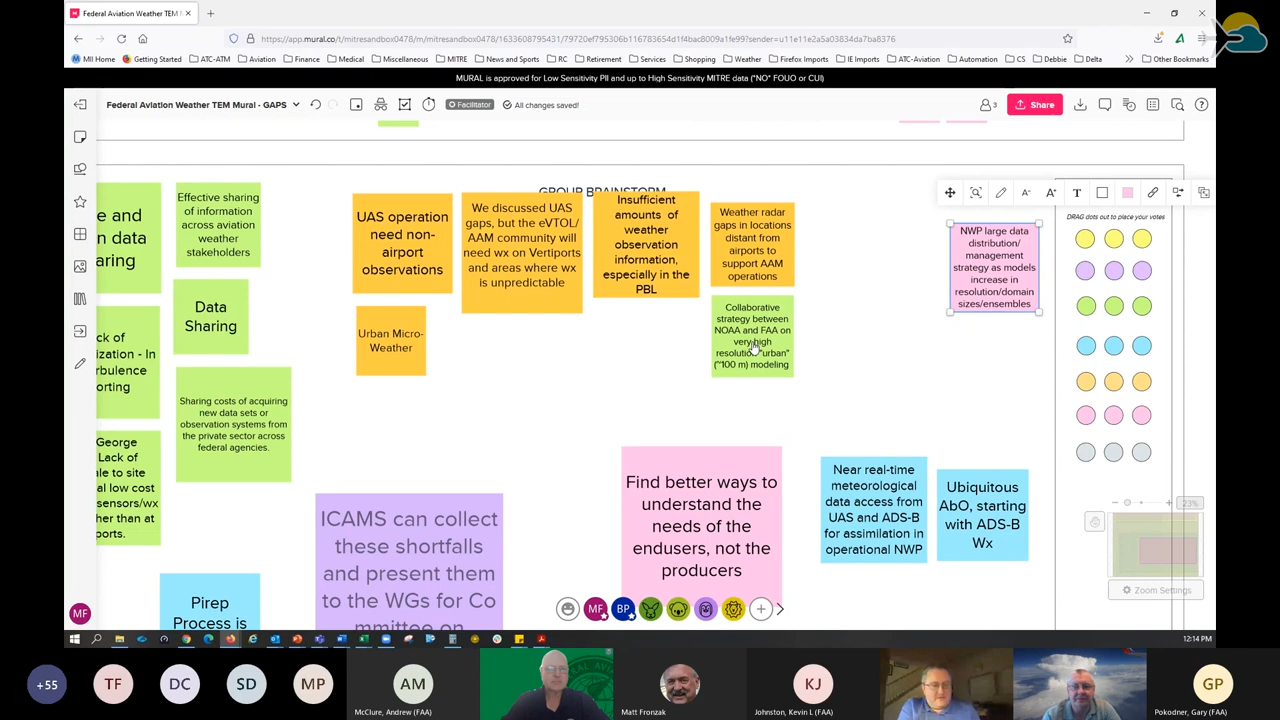 Federal Aviation Weather TEM M
https://app.mural.co/t/mitresandbox0478/m/mitresandbox0478/1633608795431/79720ef795306b116783654d1f4bac8009a1fe99?sender=u11e11e2a5a03834da7ba8376
MII Home
Getting Started
ATC-ATM
Aviation
Financial
Medical
Miscellaneous
MITRE
News and Sports
RC
Retirement
Social
Services
Shopping
Weather
Firefox Imports
IE Imports
ATC-Aviation
Automation
CS
Debbie
Delta
Other Bookmarks
MURAL is approved for Low Sensitivity PII and up to High Sensitivity MITRE data ("NO" FOUO or CUI)
Federal Aviation Weather TEM Mural - GAPS
Facilitator
All changes saved!
3
Share
GROUP BRAINSTORM
e and
n data
aring
Effective sharing
of information
across aviation
weather
stakeholders
UAS operation
need non-
airport
observations
We discussed UAS
gaps, but the eVTOL/
AAM community will
need wx on Vertiports
and areas where wx
is unpredictable
Insufficient
amounts of
weather
observation
information,
especially in the
PBL
Weather radar
gaps in locations
distant from
airports to
support AAM
operations
A-
A+
T
NWP large data
distribution/
management
strategy as models
increase in
resolution/domain
sizes/ensembles
DRAG dots out to place your votes
Data
Sharing
Urban Micro-
Weather
Collaborative
strategy between
NOAA and FAA on
very high
resolution "urban"
(~100 m) modeling
ck of
ization - In
rbulence
orting
Sharing costs of acquiring
new data sets or
observation systems from
the private sector across
federal agencies.
George
Lack of
ale to site
al low cost
sensors/wx
her than at
ports.
ICAMS can collect
these shortfalls
and present them
to the WGs for Co
mmittee on
Find better ways to
understand the
needs of the
endusers, not the
producers
Near real-time
meteorological
data access from
UAS and ADS-B
for assimilation in
operational NWP
Ubiquitous
AbO, starting
with ADS-B
Wx
Pirep
Process is
23%
Zoom Settings
MF
MF
BP
12:14 PM
+55
TF
DC
SD
MP
AM
KJ
GP
McClure, Andrew (FAA)
Matt Fronzak
Johnston, Kevin L (FAA)
Pokodner, Gary (FAA)